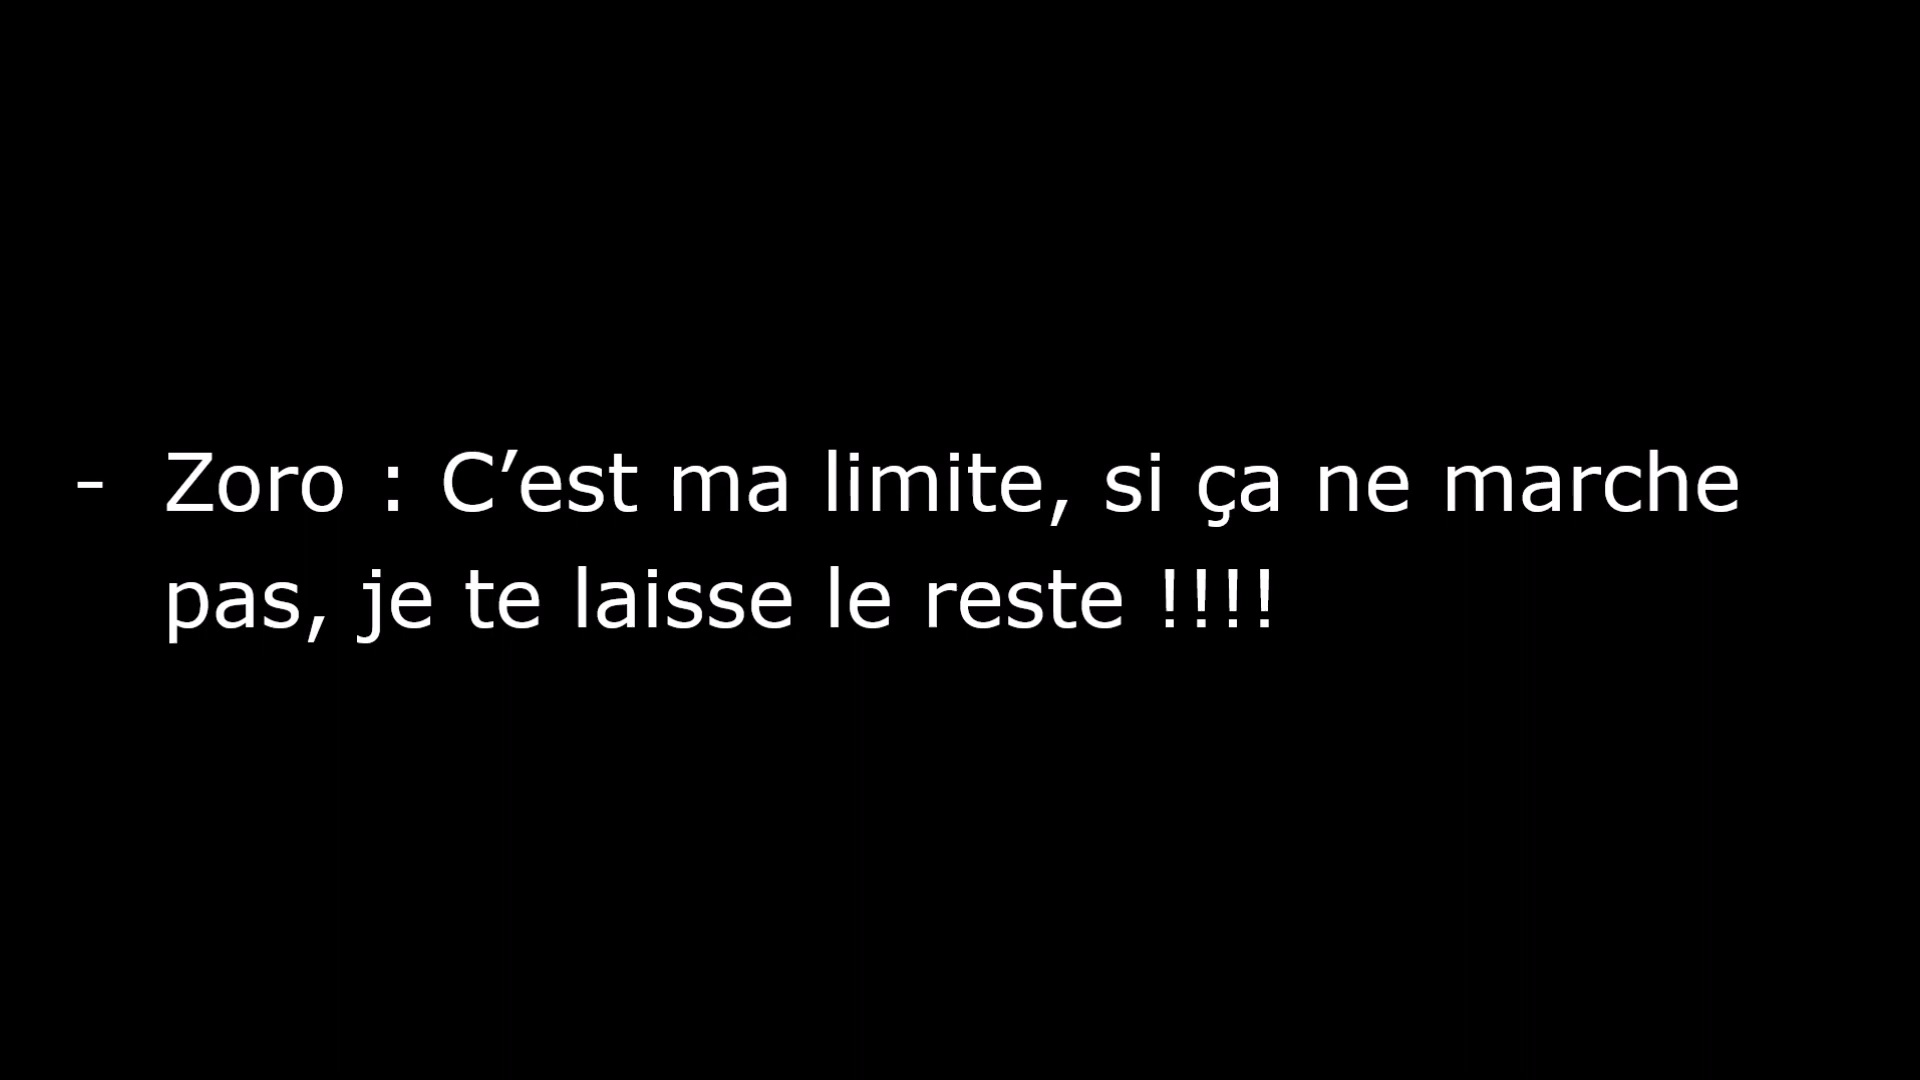 - Zoro : C’est ma limite, si ça ne marche
pas, je te laisse le reste !!!!